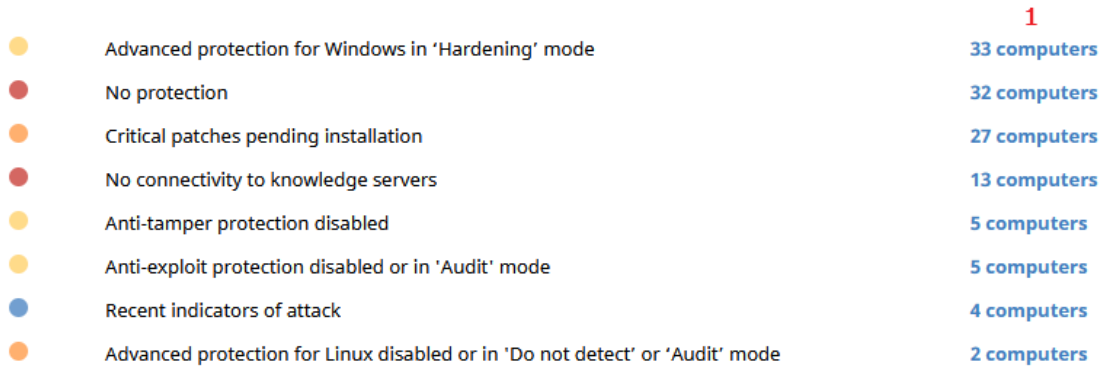 1
Advanced protection for Windows in ‘Hardening’ mode 33 computers
No protection 32 computers
Critical patches pending installation 27 computers
No connectivity to knowledge servers 13 computers
Anti-tamper protection disabled 5 computers
Anti-exploit protection disabled or in 'Audit' mode 5 computers
Recent indicators of attack 4 computers
Advanced protection for Linux disabled or in 'Do not detect’ or ‘Audit’ mode 2 computers